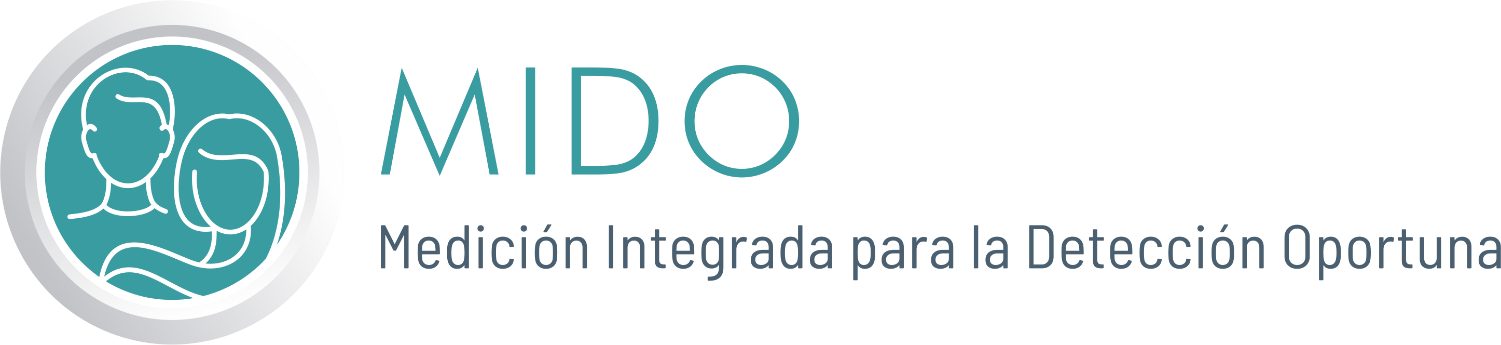 MIDO
Medición Integrada para la Detección Oportuna